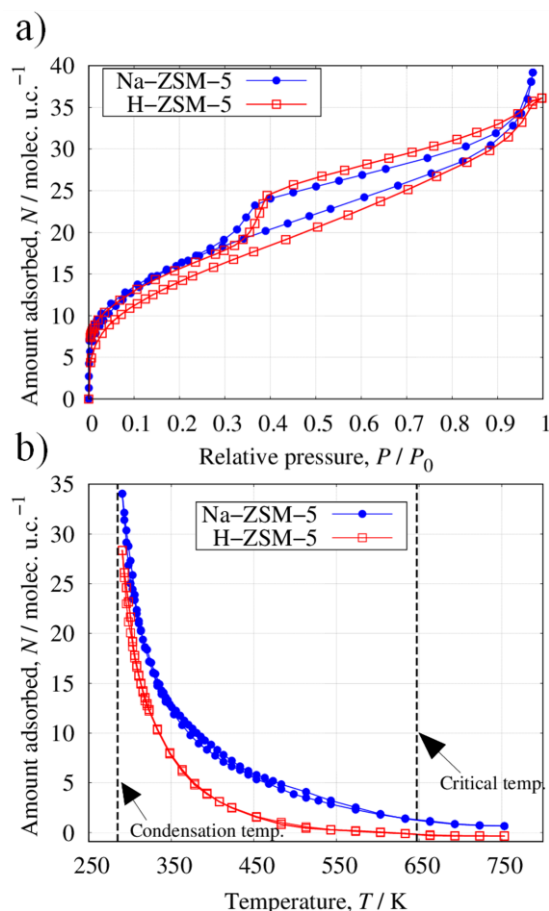 a)
Amount adsorbed, N / molec. u.c.⁻¹
40
35
30
25
20
15
10
5
0
Na−ZSM−5
H−ZSM−5
0 0.1 0.2 0.3 0.4 0.5 0.6 0.7 0.8 0.9 1
Relative pressure, P / P₀
b)
Amount adsorbed, N / molec. u.c.⁻¹
35
30
25
20
15
10
5
0
Na−ZSM−5
H−ZSM−5
Critical temp.
Condensation temp.
250 350 450 550 650 750
Temperature, T / K